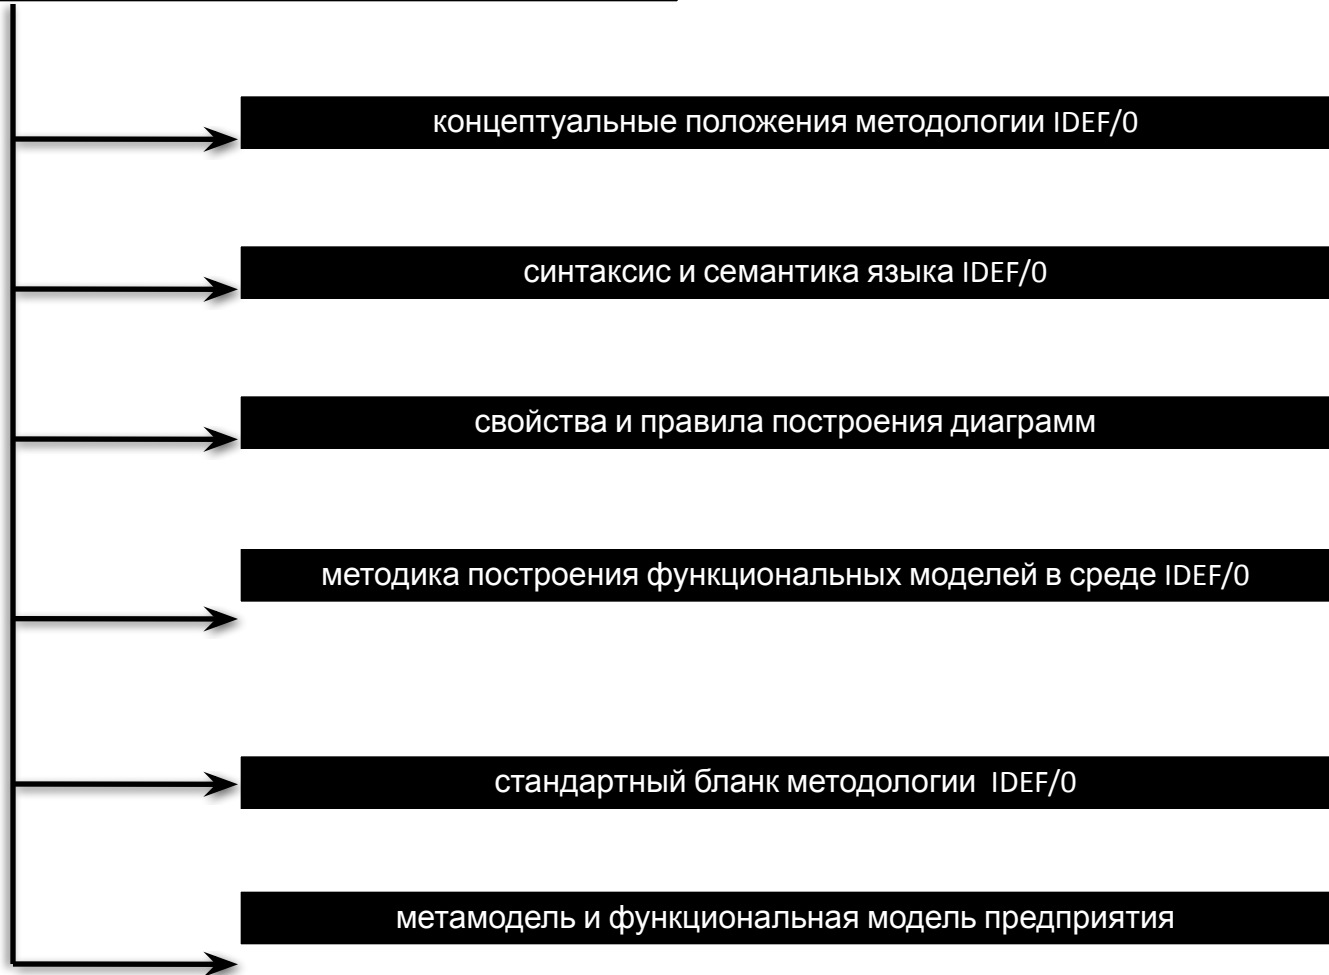 концептуальные положения методологии IDEF/0
синтаксис и семантика языка IDEF/0
свойства и правила построения диаграмм
методика построения функциональных моделей в среде IDEF/0
стандартный бланк методологии IDEF/0
метамодель и функциональная модель предприятия